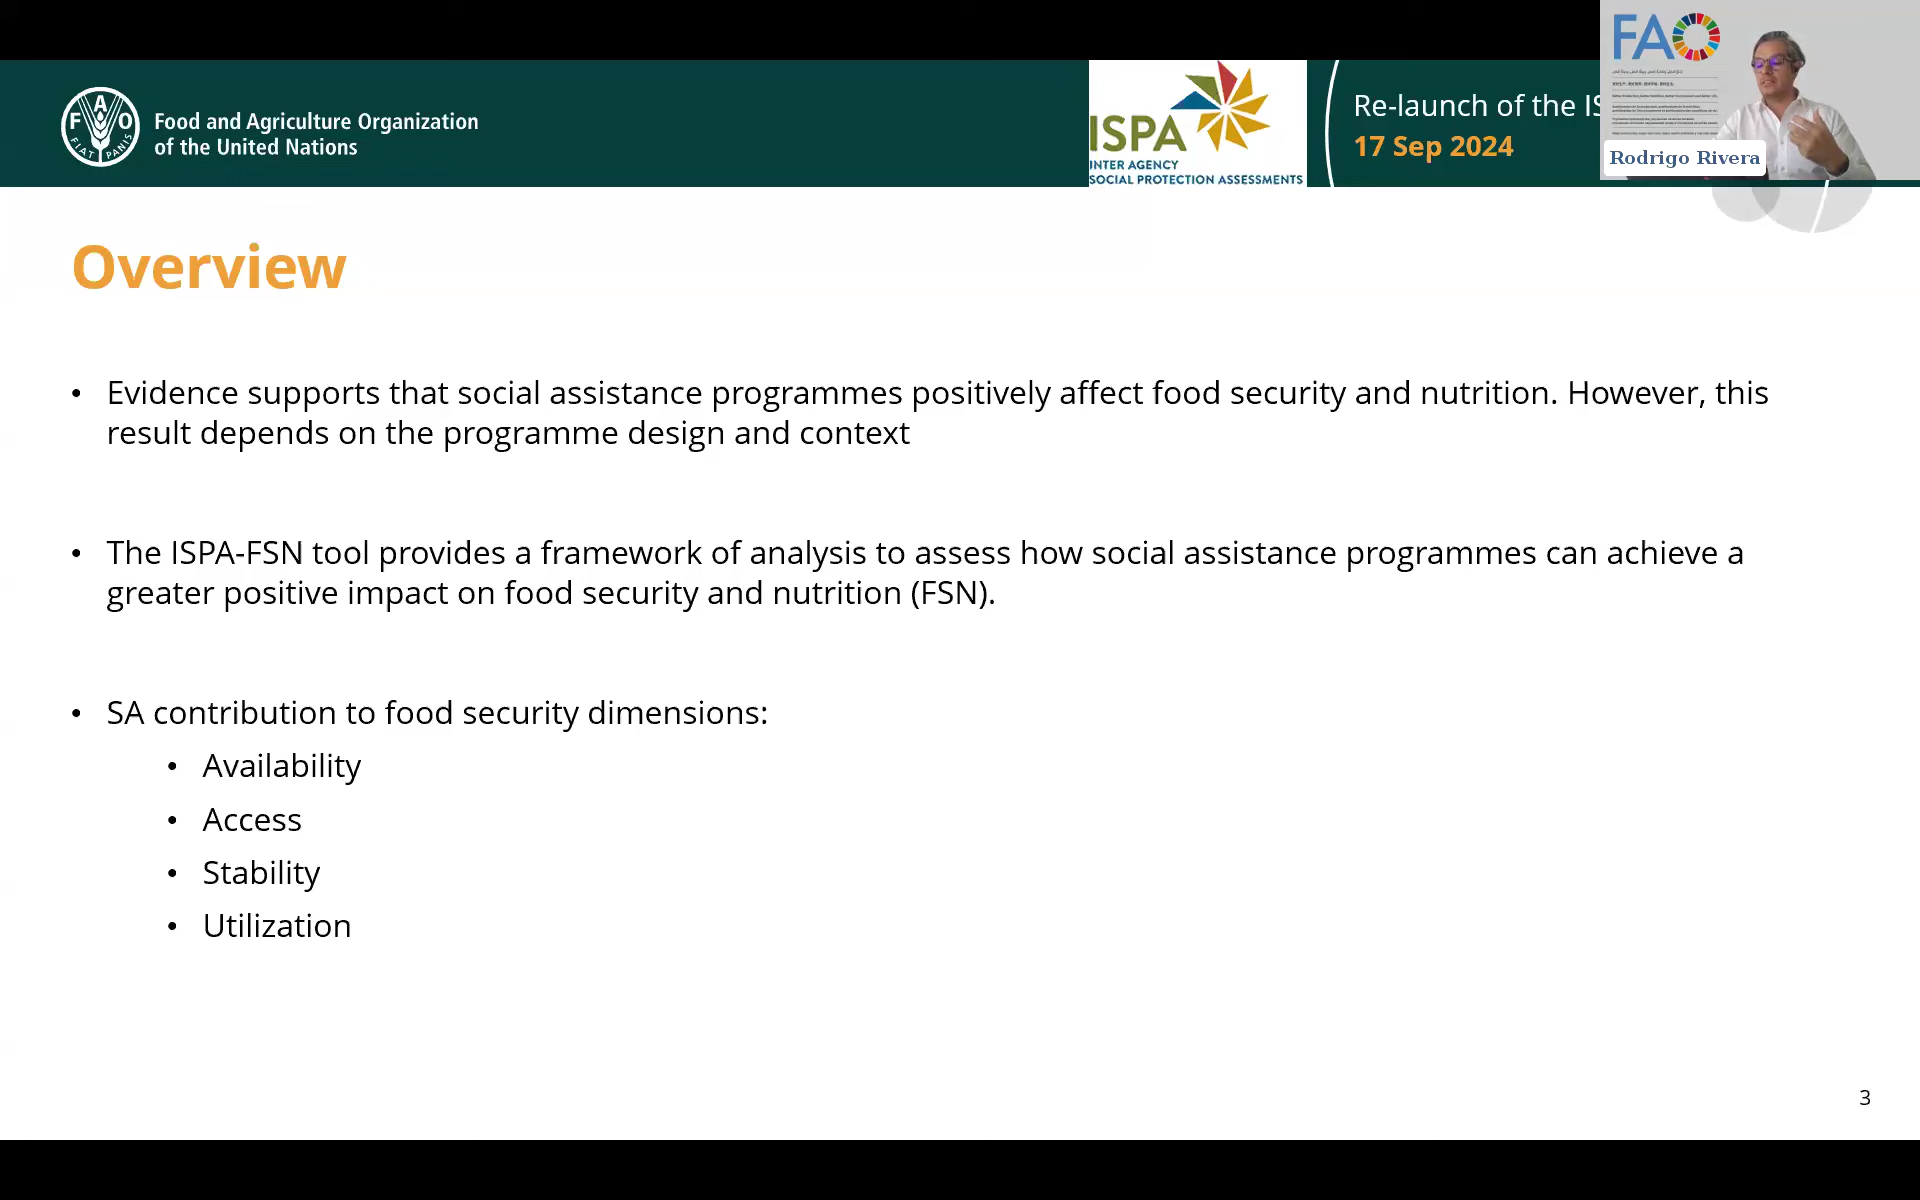 Food and Agriculture Organization
of the United Nations
FAO
FIAT PANIS
ISPA
INTER AGENCY
SOCIAL PROTECTION ASSESSMENTS
Re-launch of the
17 Sep 2024
FAO
Rodrigo Rivera
Overview
• Evidence supports that social assistance programmes positively affect food security and nutrition. However, this
result depends on the programme design and context
• The ISPA-FSN tool provides a framework of analysis to assess how social assistance programmes can achieve a
greater positive impact on food security and nutrition (FSN).
• SA contribution to food security dimensions:
• Availability
• Access
• Stability
• Utilization
3